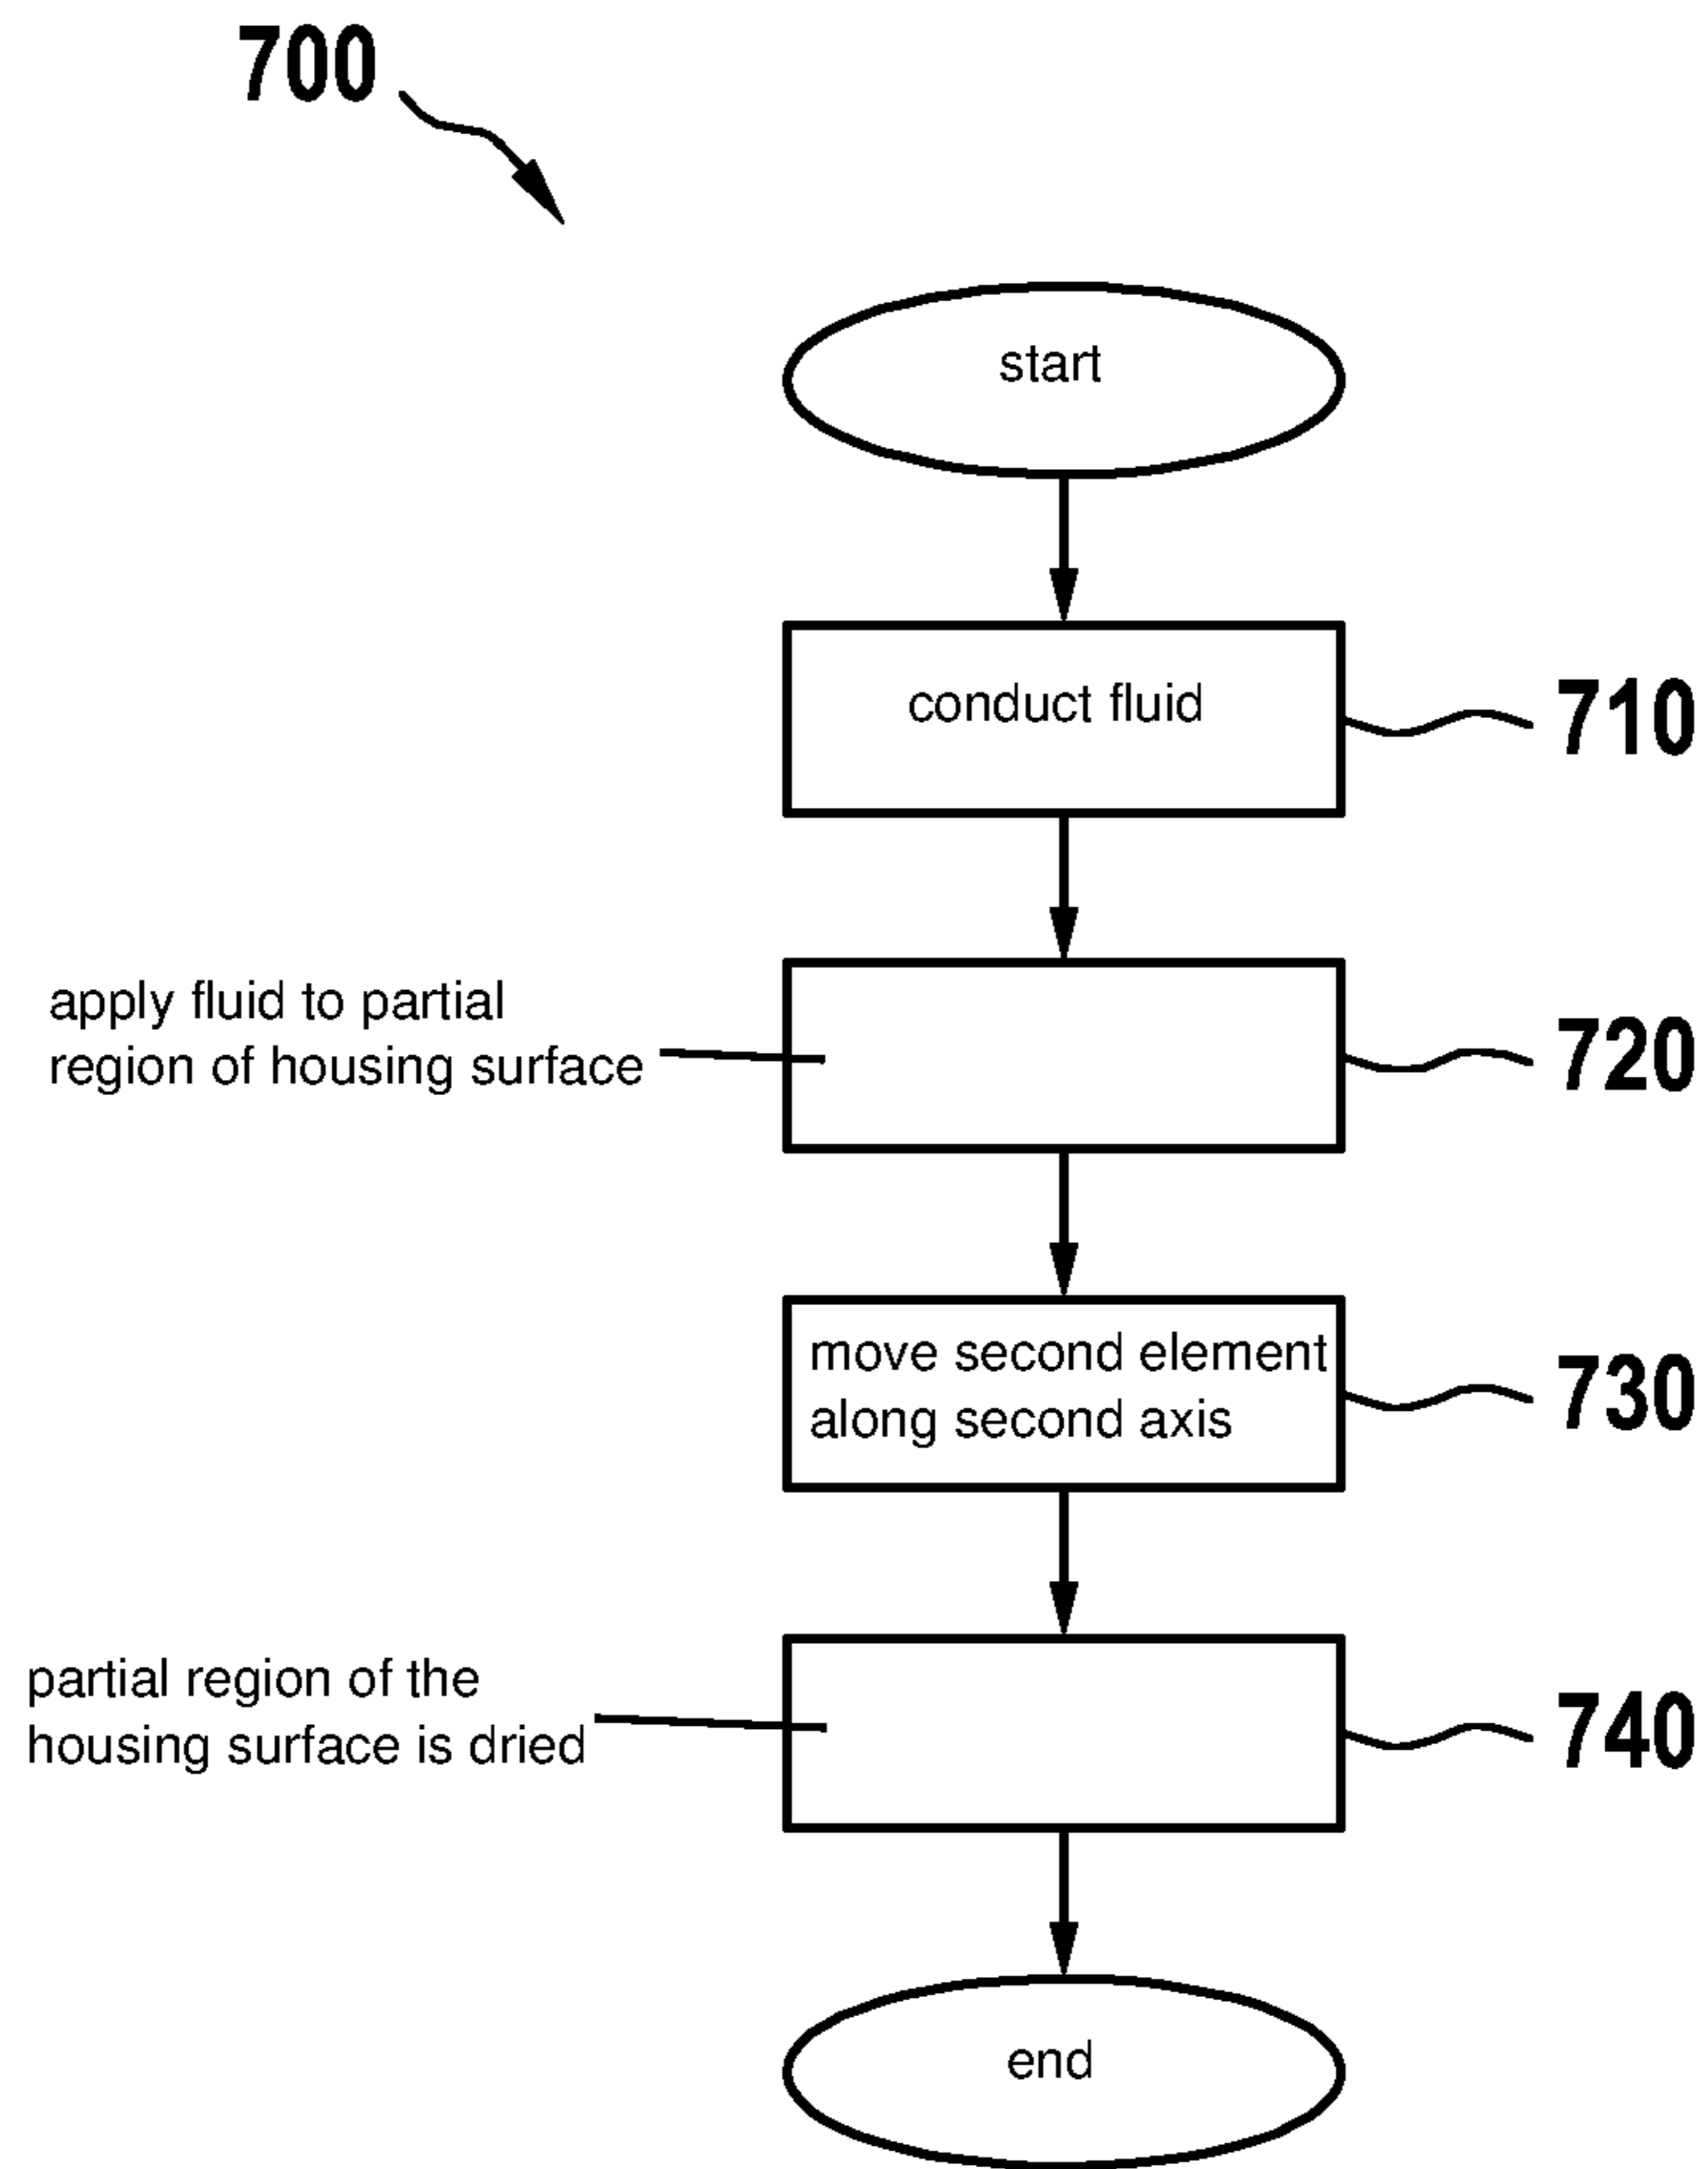 700
start
conduct fluid
710
apply fluid to partial
region of housing surface
720
move second element
along second axis
730
partial region of the
housing surface is dried
740
end